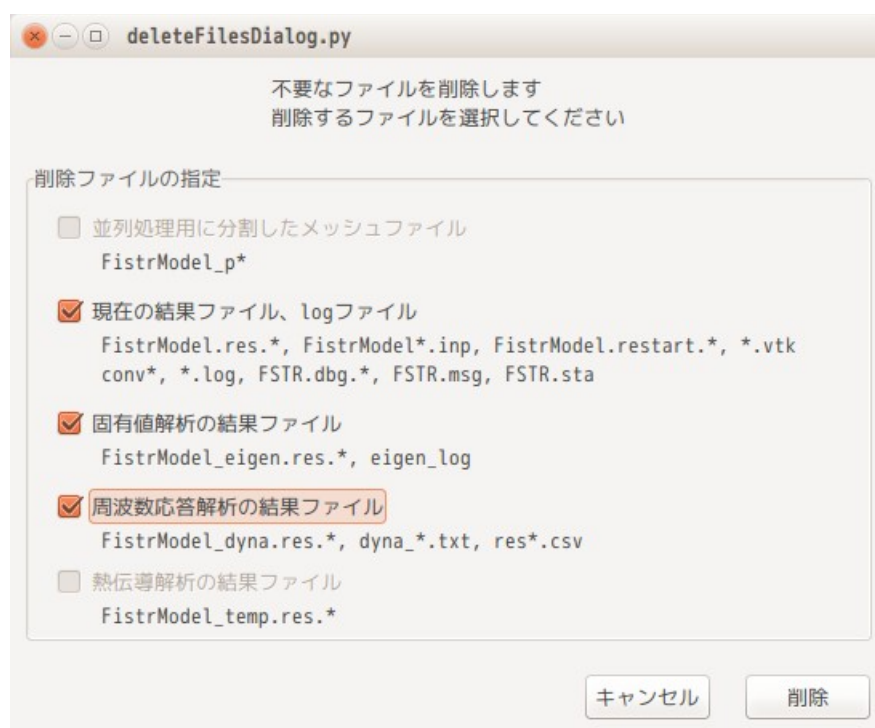 deleteFilesDialog.py
不要なファイルを削除します
削除するファイルを選択してください
削除ファイルの指定
並列処理用に分割したメッシュファイル
FistrModel_p*
現在の結果ファイル、logファイル
FistrModel.res.*, FistrModel*.inp, FistrModel.restart.*, *.vtk
conv*, *.log, FSTR.dbg.*, FSTR.msg, FSTR.sta
固有値解析の結果ファイル
FistrModel_eigen.res.*, eigen_log
周波数応答解析の結果ファイル
FistrModel_dyna.res.*, dyna_*.txt, res*.csv
熱伝導解析の結果ファイル
FistrModel_temp.res.*
キャンセル 削除